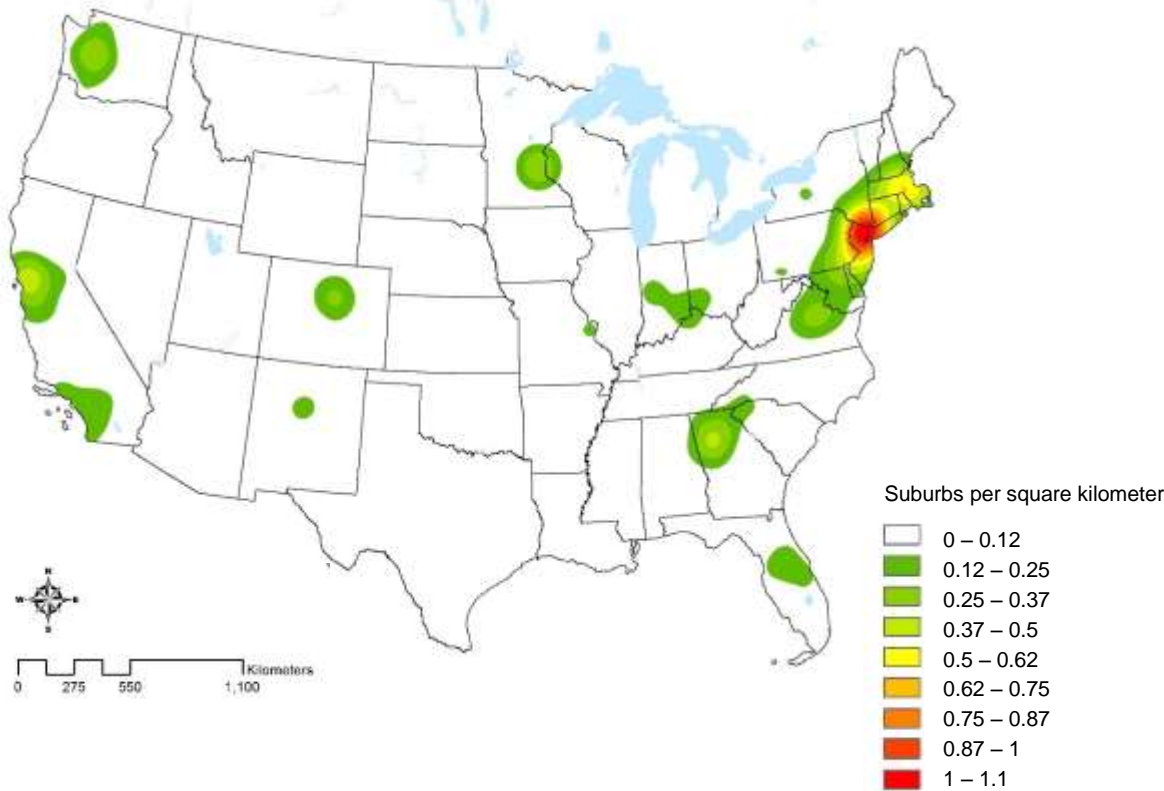 Suburbs per square kilometer
0 – 0.12
0.12 – 0.25
0.25 – 0.37
0.37 – 0.5
0.5 – 0.62
0.62 – 0.75
0.75 – 0.87
0.87 – 1
1 – 1.1
N
W E
S
Kilometers
0 275 550 1,100